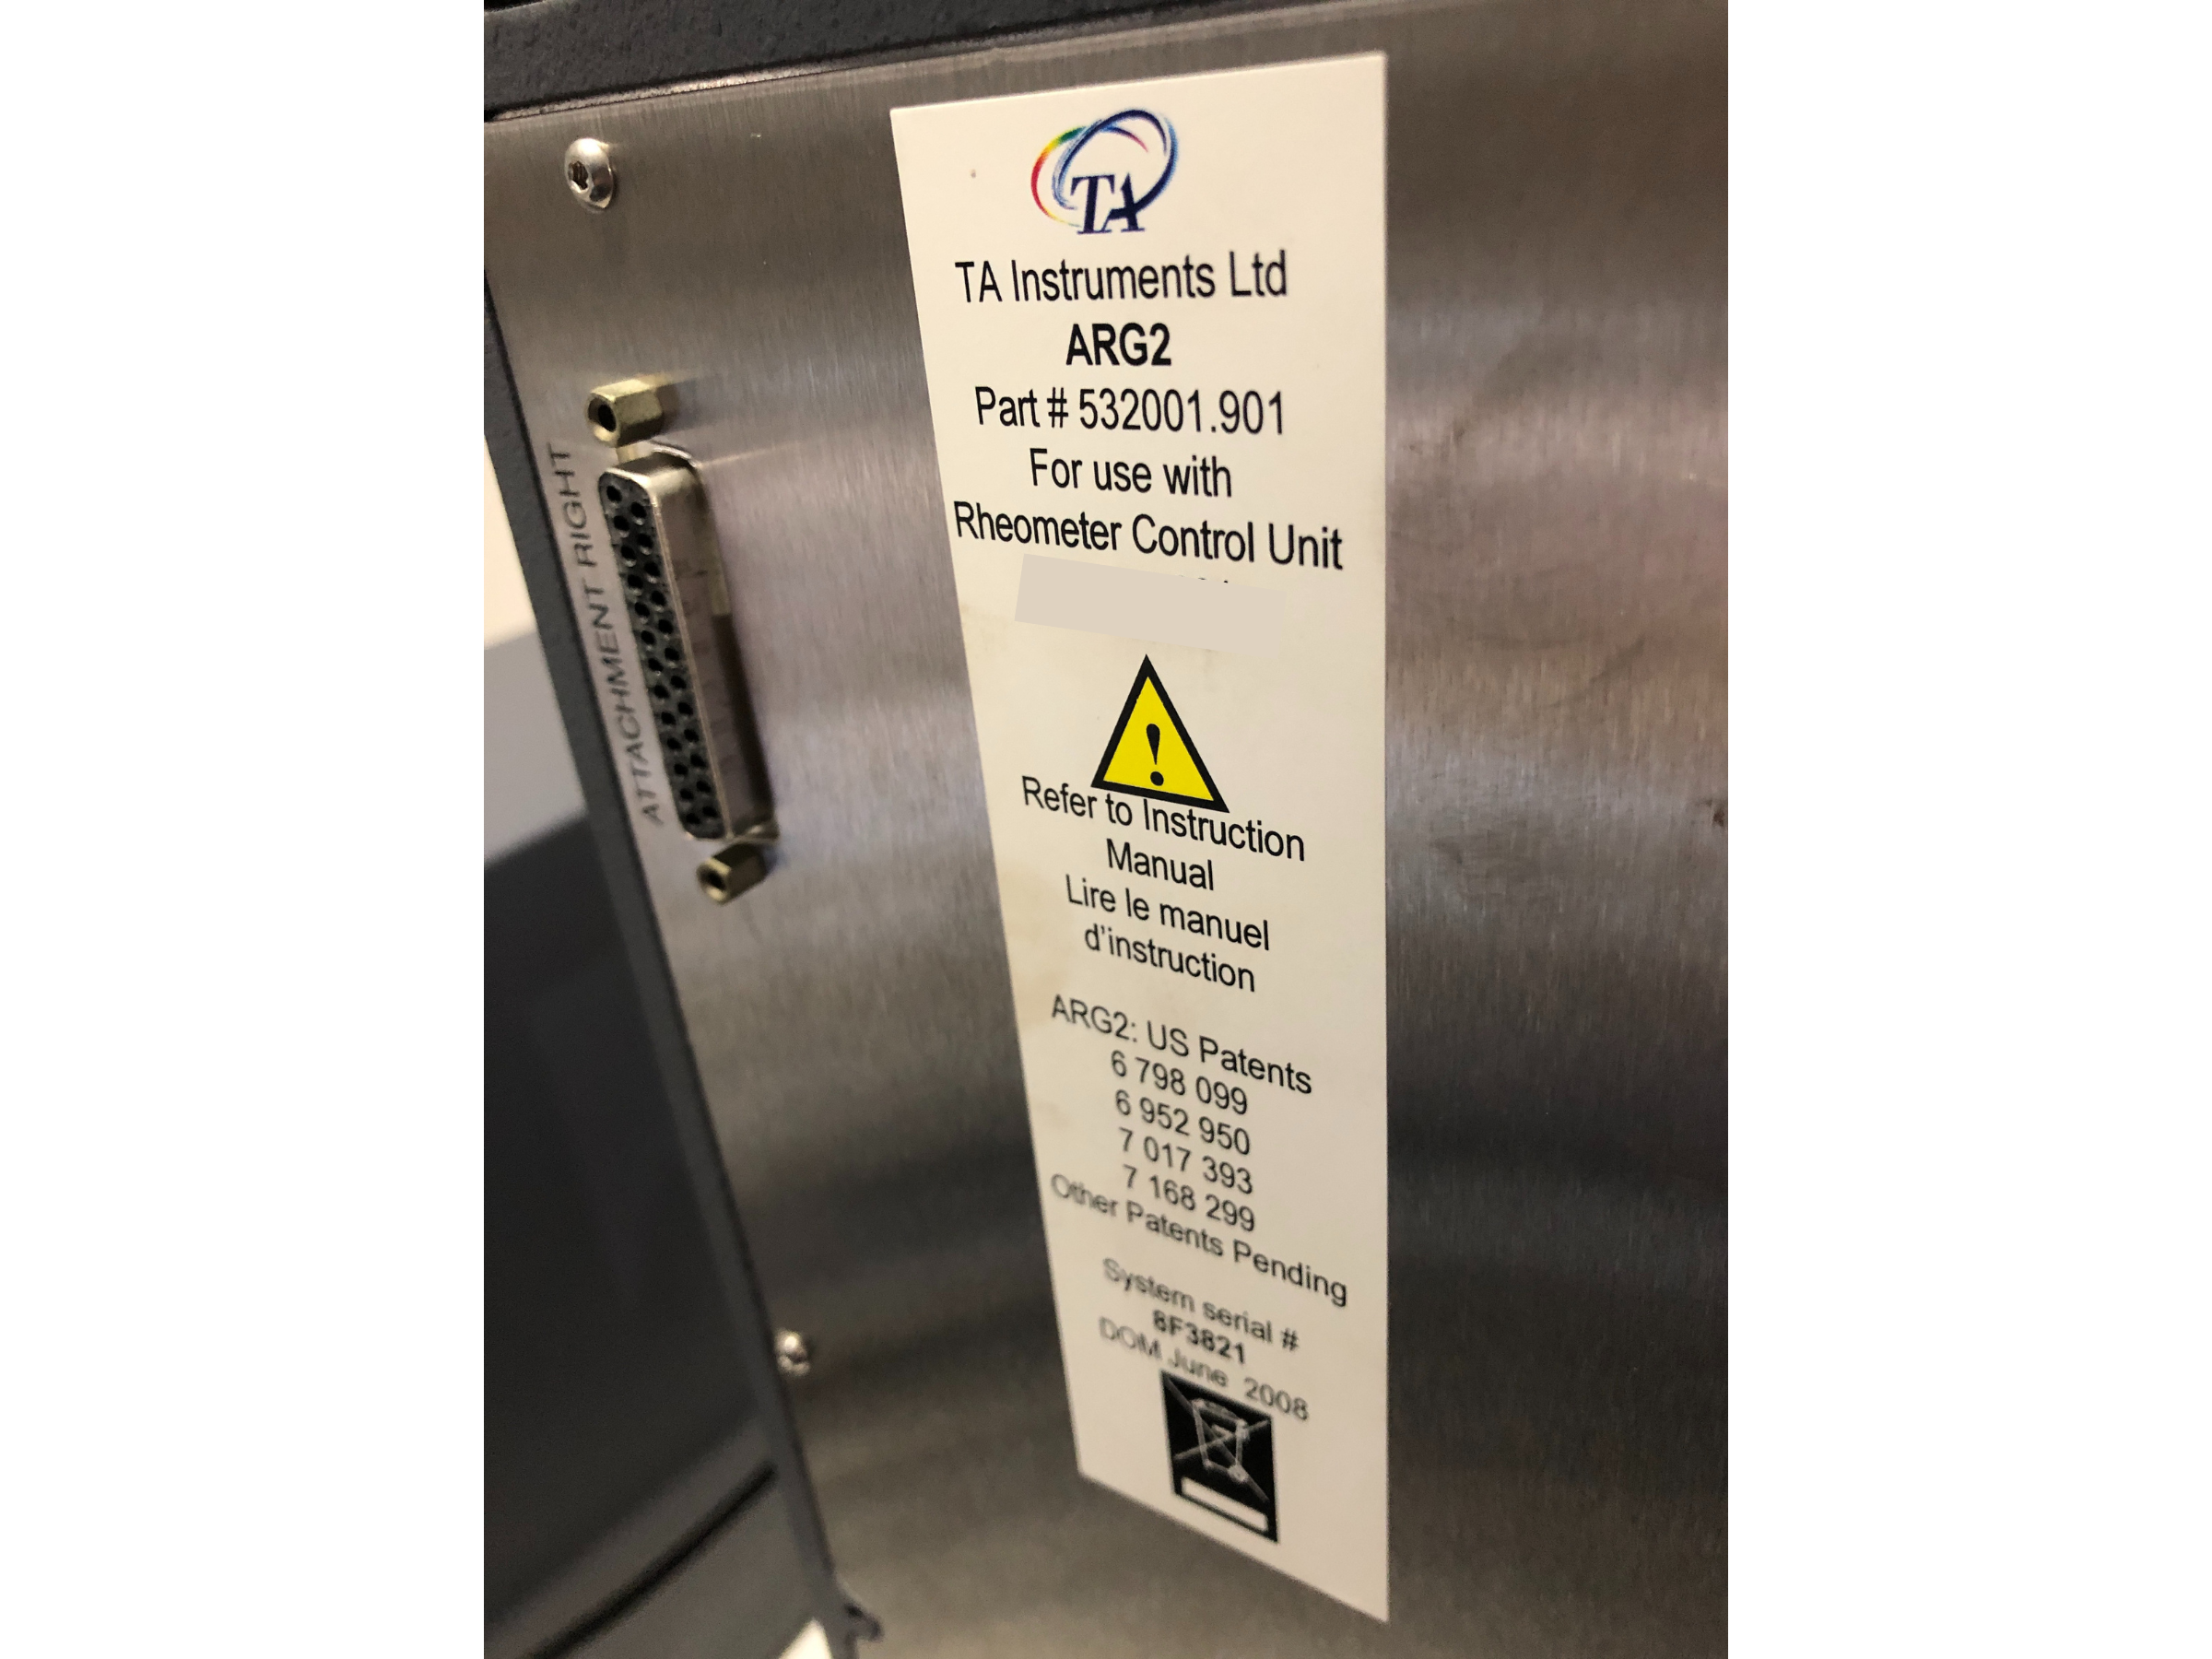 TA
TA Instruments Ltd
ARG2
Part # 532001.901
For use with
Rheometer Control Unit
!
Refer to Instruction
Manual
Lire le manuel
d'instruction
ARG2: US Patents
6 798 099
6 952 950
7 017 393
7 168 299
Other Patents Pending
System serial #
8F3821
DOM June 2008
ATTACHMENT RIGHT